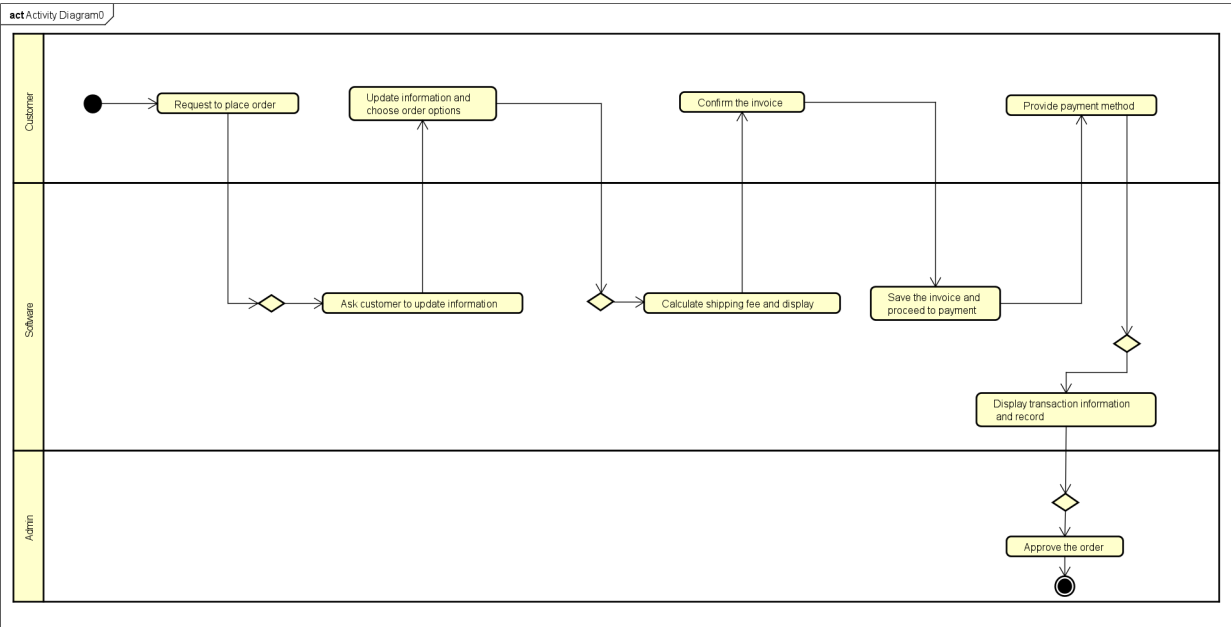 act Activity Diagram0
Customer
Request to place order
Update information and
choose order options
Confirm the invoice
Provide payment method
Software
Ask customer to update information
Calculate shipping fee and display
Save the invoice and
proceed to payment
Display transaction information
and record
Admin
Approve the order